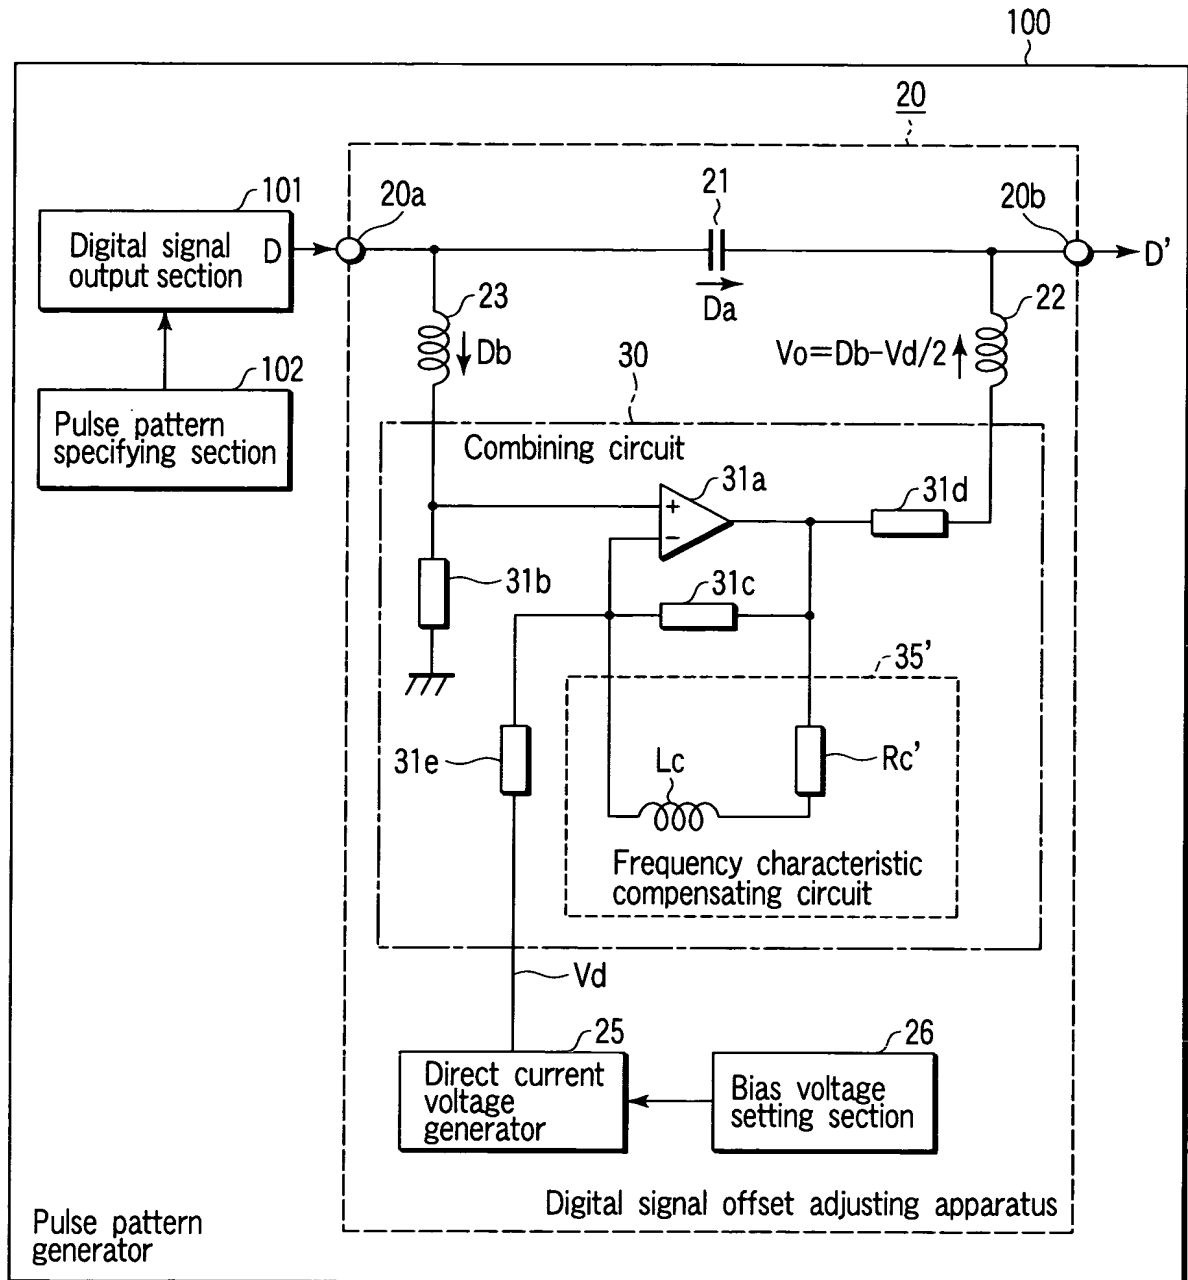 100
20
101
20a
21
20b
Digital signal
output section
D
D'
Da
23
22
Db
Vo=Db-Vd/2
102
Pulse pattern
specifying section
30
Combining circuit
31a
31d
+
−
31b
31c
35'
31e
Lc
Rc'
Frequency characteristic
compensating circuit
Vd
25
26
Direct current
voltage
generator
Bias voltage
setting section
Digital signal offset adjusting apparatus
Pulse pattern
generator